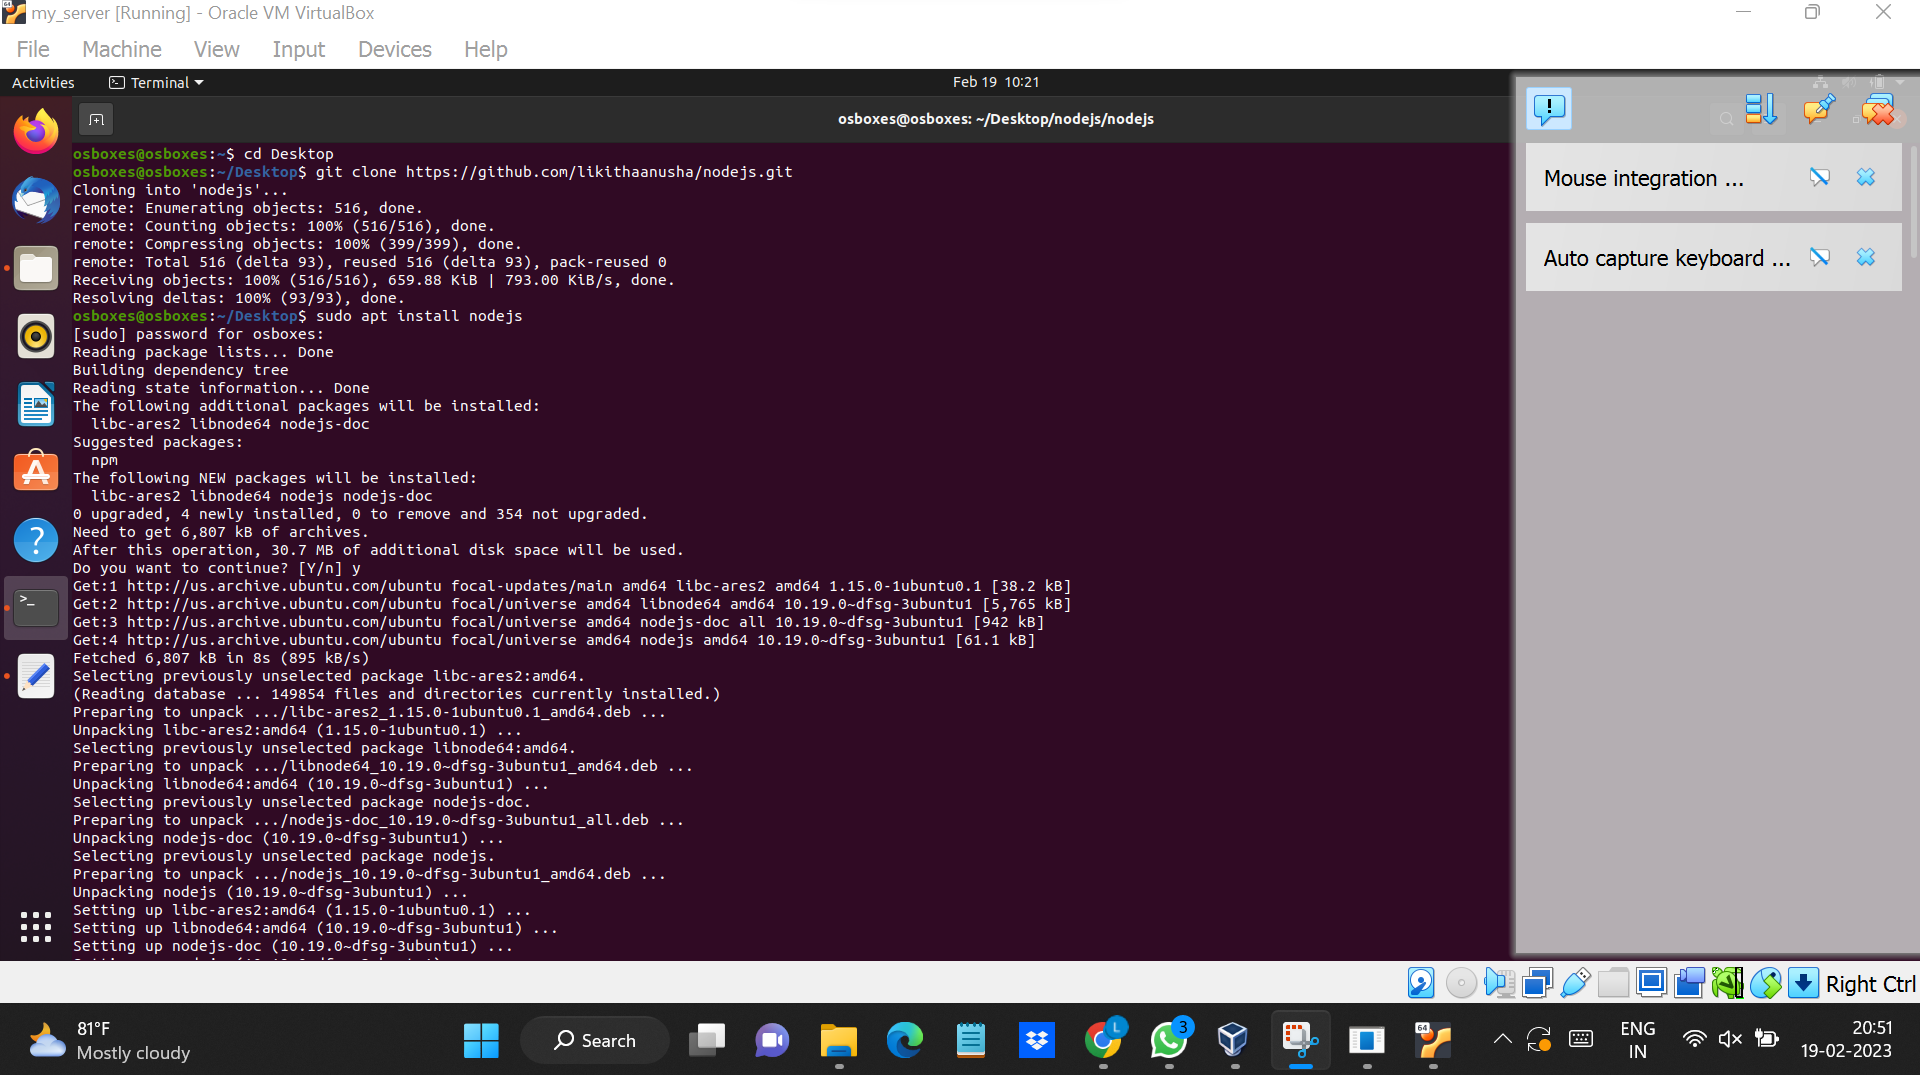 my_server [Running] - Oracle VM VirtualBox
File Machine View Input Devices Help
Activities Terminal Feb 19 10:21
osboxes@osboxes: ~/Desktop/nodejs/nodejs
osboxes@osboxes:~$ cd Desktop
osboxes@osboxes:~/Desktop$ git clone https://github.com/likithaanusha/nodejs.git
Cloning into 'nodejs'...
remote: Enumerating objects: 516, done.
remote: Counting objects: 100% (516/516), done.
remote: Compressing objects: 100% (399/399), done.
remote: Total 516 (delta 93), reused 516 (delta 93), pack-reused 0
Receiving objects: 100% (516/516), 659.88 KiB | 793.00 KiB/s, done.
Resolving deltas: 100% (93/93), done.
osboxes@osboxes:~/Desktop$ sudo apt install nodejs
[sudo] password for osboxes:
Reading package lists... Done
Building dependency tree
Reading state information... Done
The following additional packages will be installed:
libc-ares2 libnode64 nodejs-doc
Suggested packages:
npm
The following NEW packages will be installed:
libc-ares2 libnode64 nodejs nodejs-doc
0 upgraded, 4 newly installed, 0 to remove and 354 not upgraded.
Need to get 6,807 kB of archives.
After this operation, 30.7 MB of additional disk space will be used.
Do you want to continue? [Y/n] y
Get:1 http://us.archive.ubuntu.com/ubuntu focal-updates/main amd64 libc-ares2 amd64 1.15.0-1ubuntu0.1 [38.2 kB]
Get:2 http://us.archive.ubuntu.com/ubuntu focal/universe amd64 libnode64 amd64 10.19.0~dfsg-3ubuntu1 [5,765 kB]
Get:3 http://us.archive.ubuntu.com/ubuntu focal/universe amd64 nodejs-doc all 10.19.0~dfsg-3ubuntu1 [942 kB]
Get:4 http://us.archive.ubuntu.com/ubuntu focal/universe amd64 nodejs amd64 10.19.0~dfsg-3ubuntu1 [61.1 kB]
Fetched 6,807 kB in 8s (895 kB/s)
Selecting previously unselected package libc-ares2:amd64.
(Reading database ... 149854 files and directories currently installed.)
Preparing to unpack .../libc-ares2_1.15.0-1ubuntu0.1_amd64.deb ...
Unpacking libc-ares2:amd64 (1.15.0-1ubuntu0.1) ...
Selecting previously unselected package libnode64:amd64.
Preparing to unpack .../libnode64_10.19.0~dfsg-3ubuntu1_amd64.deb ...
Unpacking libnode64:amd64 (10.19.0~dfsg-3ubuntu1) ...
Selecting previously unselected package nodejs-doc.
Preparing to unpack .../nodejs-doc_10.19.0~dfsg-3ubuntu1_all.deb ...
Unpacking nodejs-doc (10.19.0~dfsg-3ubuntu1) ...
Selecting previously unselected package nodejs.
Preparing to unpack .../nodejs_10.19.0~dfsg-3ubuntu1_amd64.deb ...
Unpacking nodejs (10.19.0~dfsg-3ubuntu1) ...
Setting up libc-ares2:amd64 (1.15.0-1ubuntu0.1) ...
Setting up libnode64:amd64 (10.19.0~dfsg-3ubuntu1) ...
Setting up nodejs-doc (10.19.0~dfsg-3ubuntu1) ...
Mouse integration ...
Auto capture keyboard ...
Right Ctrl
81°F
Mostly cloudy
Search
L
3
64
ENG
IN
20:51
19-02-2023